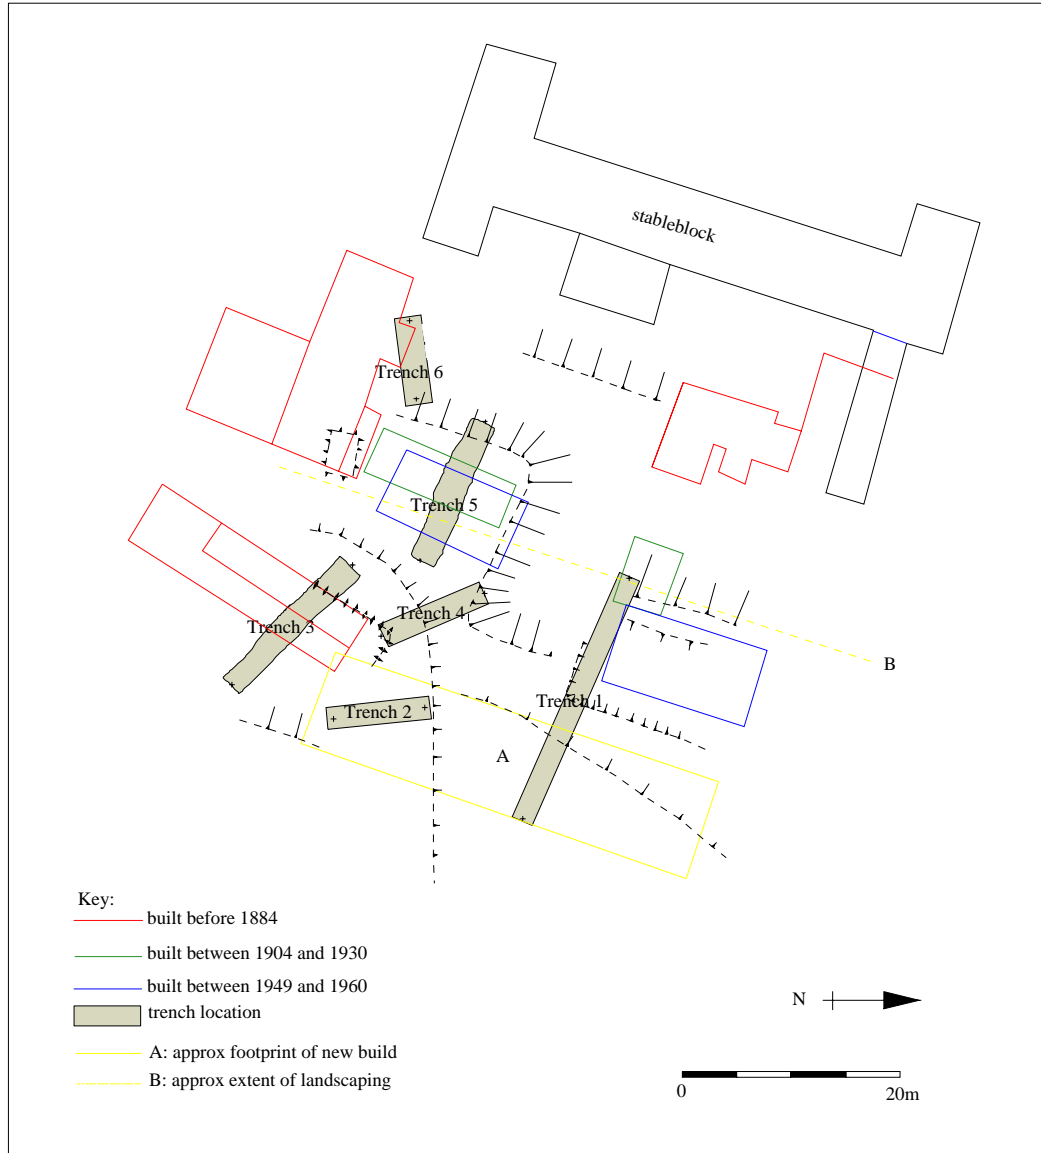 stableblock
Trench 6
Trench 5
Trench 4
Trench 3
B
Trench 1
Trench 2
A
Key:
built before 1884
built between 1904 and 1930
built between 1949 and 1960
trench location
A: approx footprint of new build
B: approx extent of landscaping
N
0
20m